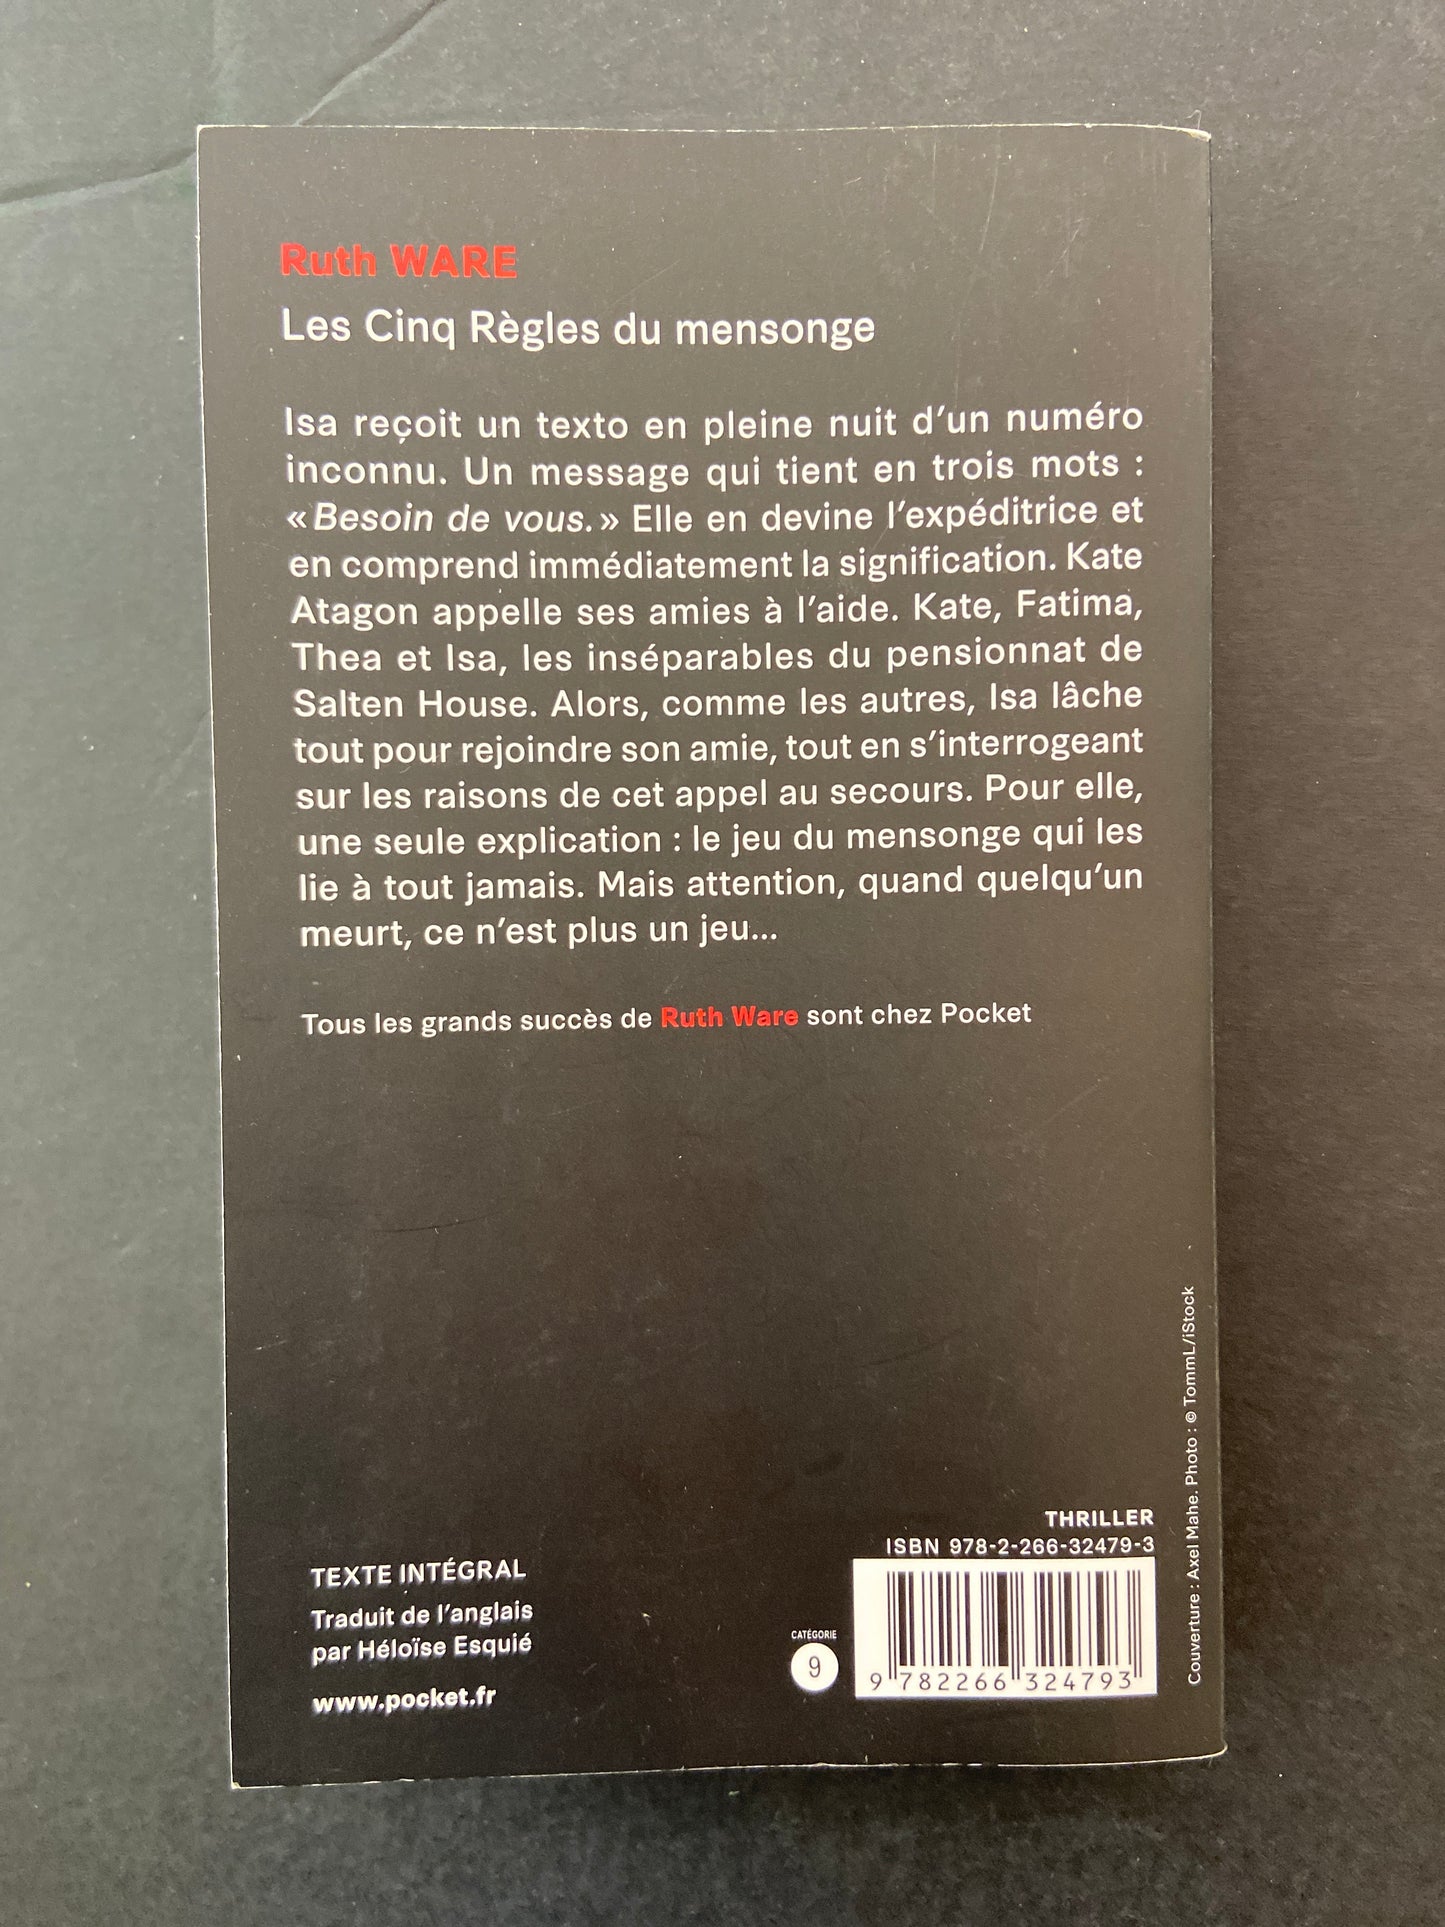 Ruth WARE
Les Cinq Règles du mensonge
Isa reçoit un texto en pleine nuit d'un numéro
inconnu. Un message qui tient en trois mots :
« Besoin de vous. » Elle en devine l'expéditrice et
en comprend immédiatement la signification. Kate
Atagon appelle ses amies à l'aide. Kate, Fatima,
Thea et Isa, les inséparables du pensionnat de
Salten House. Alors, comme les autres, Isa lâche
tout pour rejoindre son amie, tout en s'interrogeant
sur les raisons de cet appel au secours. Pour elle,
une seule explication : le jeu du mensonge qui les
lie à tout jamais. Mais attention, quand quelqu'un
meurt, ce n'est plus un jeu...
Tous les grands succès de Ruth Ware sont chez Pocket
TEXTE INTÉGRAL
Traduit de l'anglais
par Héloïse Esquié
www.pocket.fr
CATÉGORIE
9
THRILLER
ISBN 978-2-266-32479-3
9 782266 324793
Couverture : Axel Mahe. Photo : © TommL/iStock